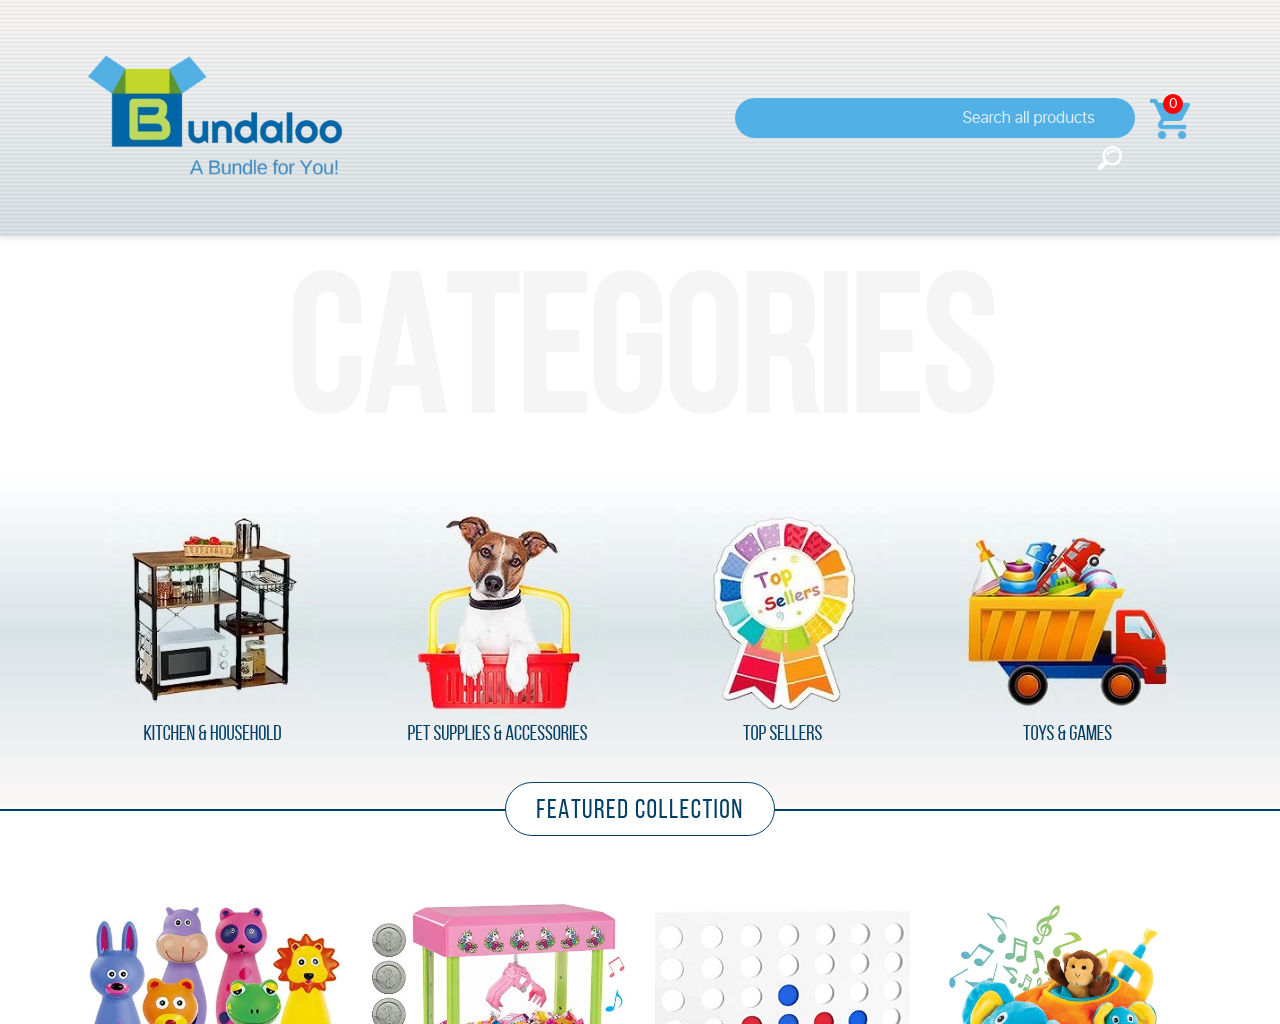 Bundaloo
A Bundle for You!
Search all products
0
CATEGORIES
Top
Sellers
KITCHEN & HOUSEHOLD
PET SUPPLIES & ACCESSORIES
TOP SELLERS
TOYS & GAMES
FEATURED COLLECTION